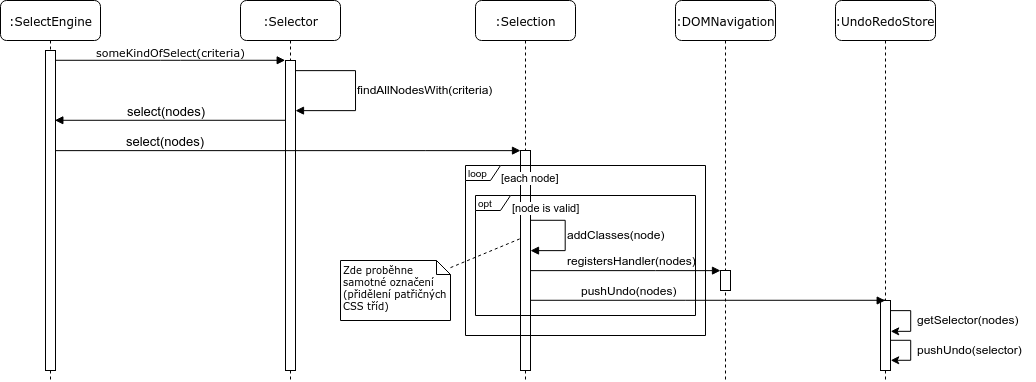 :SelectEngine
:Selector
:Selection
:DOMNavigation
:UndoRedoStore
someKindOfSelect(criteria)
findAllNodesWith(criteria)
select(nodes)
select(nodes)
loop
[each node]
opt
[node is valid]
addClasses(node)
registersHandler(nodes)
Zde proběhne
samotné označení
(přidělení patřičných
CSS tříd)
pushUndo(nodes)
getSelector(nodes)
pushUndo(selector)